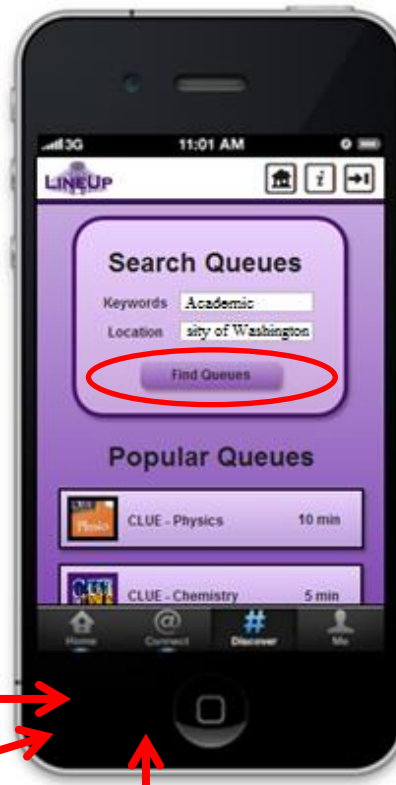 3G 11:01 AM
LINEUP
i
Search Queues
Keywords Academic
Location sity of Washington
Find Queues
Popular Queues
CLUE - Physics 10 min
CLUE - Chemistry 5 min
@ #
Home Connect Discover Me